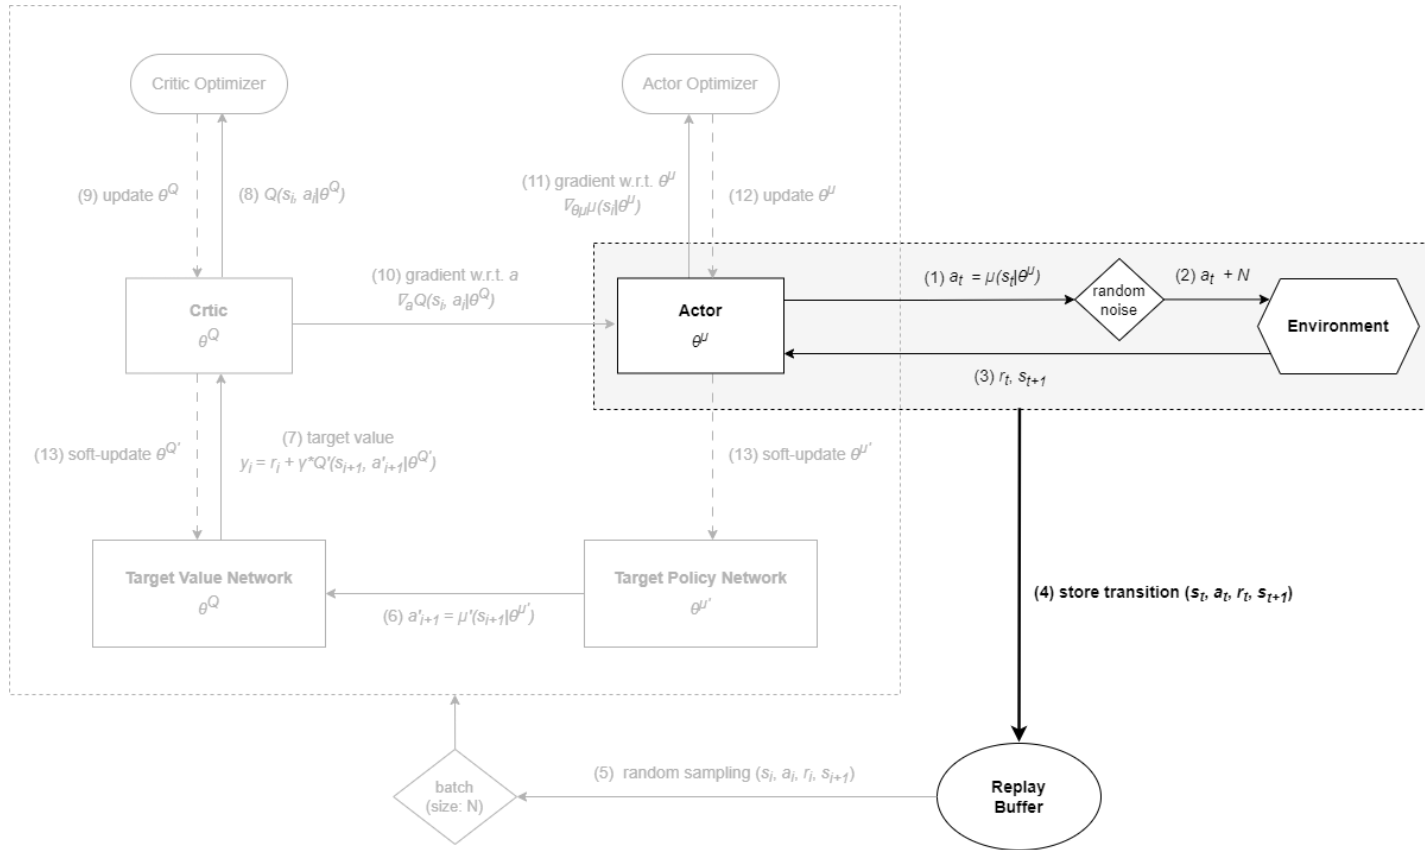 Critic Optimizer
Actor Optimizer
(9) update θ^Q
(8) Q(s_i, a_i|θ^Q)
(11) gradient w.r.t. θ^μ
∇_θμ μ(s_i|θ^μ)
(12) update θ^μ
(10) gradient w.r.t. a
∇_a Q(s_i, a_i|θ^Q)
Crtic
θ^Q
Actor
θ^μ
(1) a_t = μ(s_t|θ^μ)
random
noise
(2) a_t + N
Environment
(3) r_t, s_t+1
(13) soft-update θ^Q'
(7) target value
y_i = r_i + γ*Q'(s_i+1, a'_i+1|θ^Q')
(13) soft-update θ^μ'
Target Value Network
θ^Q
Target Policy Network
θ^μ'
(6) a'_i+1 = μ'(s_i+1|θ^μ')
(4) store transition (s_t, a_t, r_t, s_t+1)
(5) random sampling (s_i, a_i, r_i, s_i+1)
batch
(size: N)
Replay
Buffer